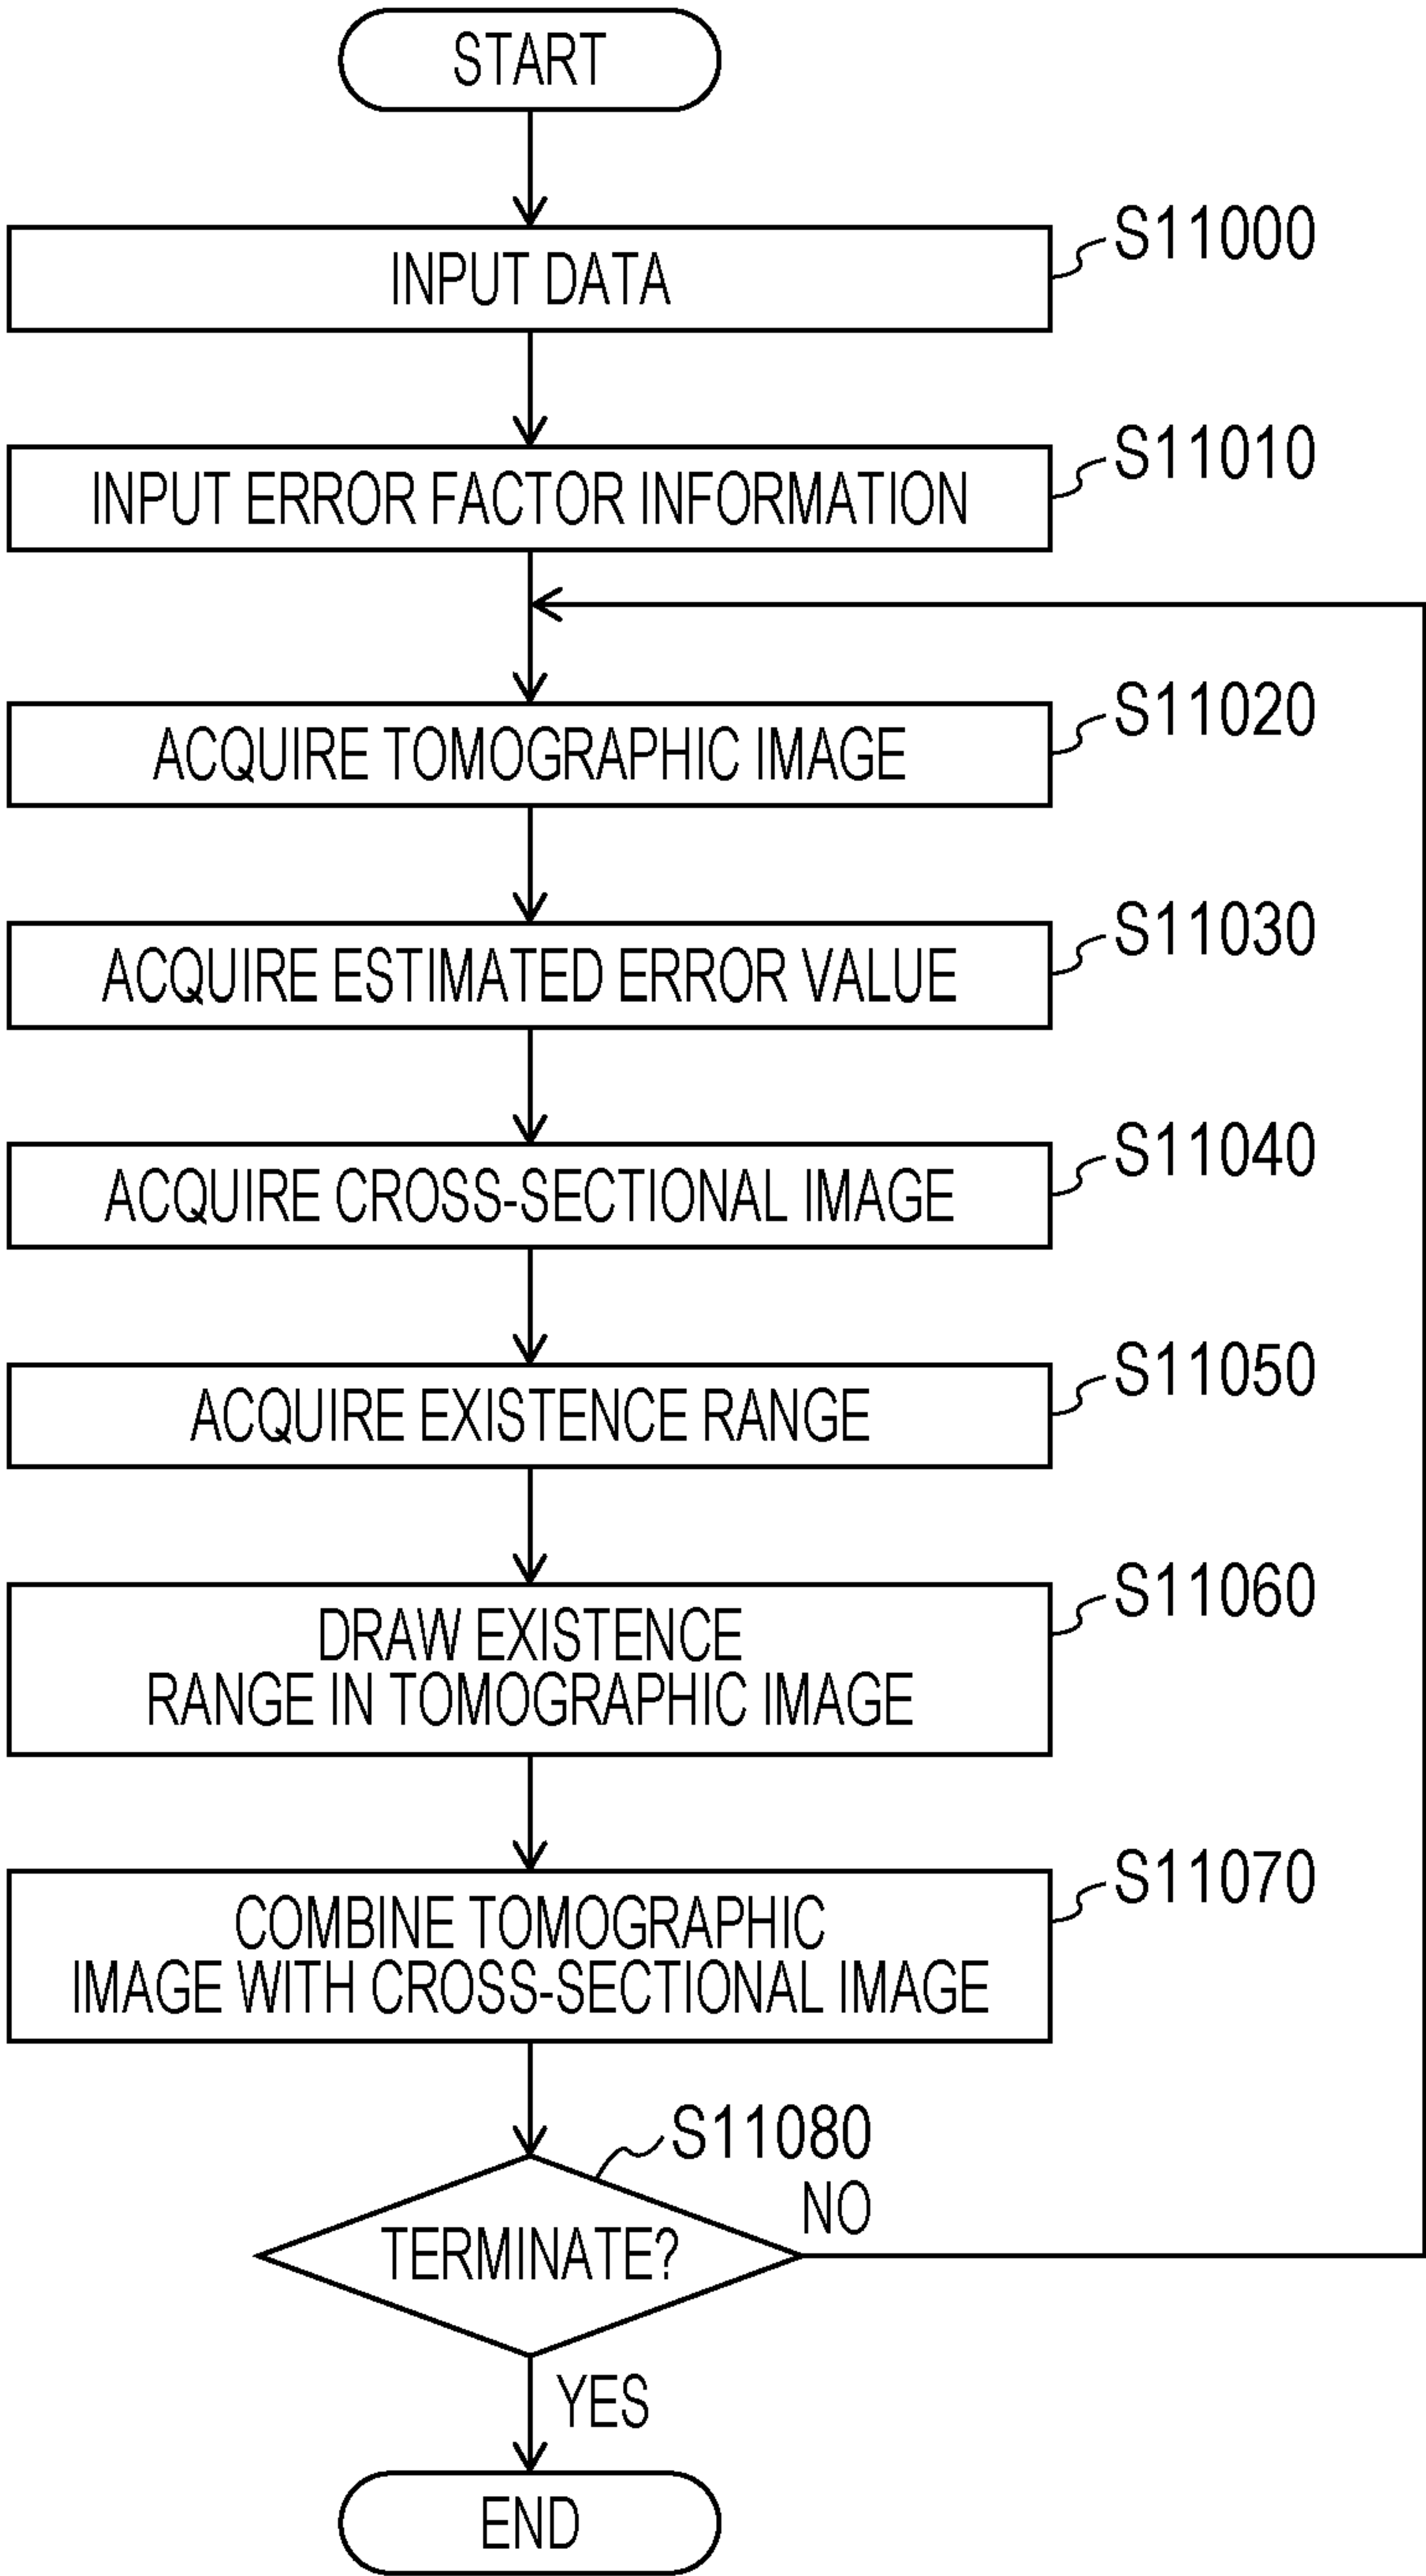 START
S11000
INPUT DATA
S11010
INPUT ERROR FACTOR INFORMATION
S11020
ACQUIRE TOMOGRAPHIC IMAGE
S11030
ACQUIRE ESTIMATED ERROR VALUE
S11040
ACQUIRE CROSS-SECTIONAL IMAGE
S11050
ACQUIRE EXISTENCE RANGE
S11060
DRAW EXISTENCE
RANGE IN TOMOGRAPHIC IMAGE
S11070
COMBINE TOMOGRAPHIC
IMAGE WITH CROSS-SECTIONAL IMAGE
S11080
NO
TERMINATE?
YES
END